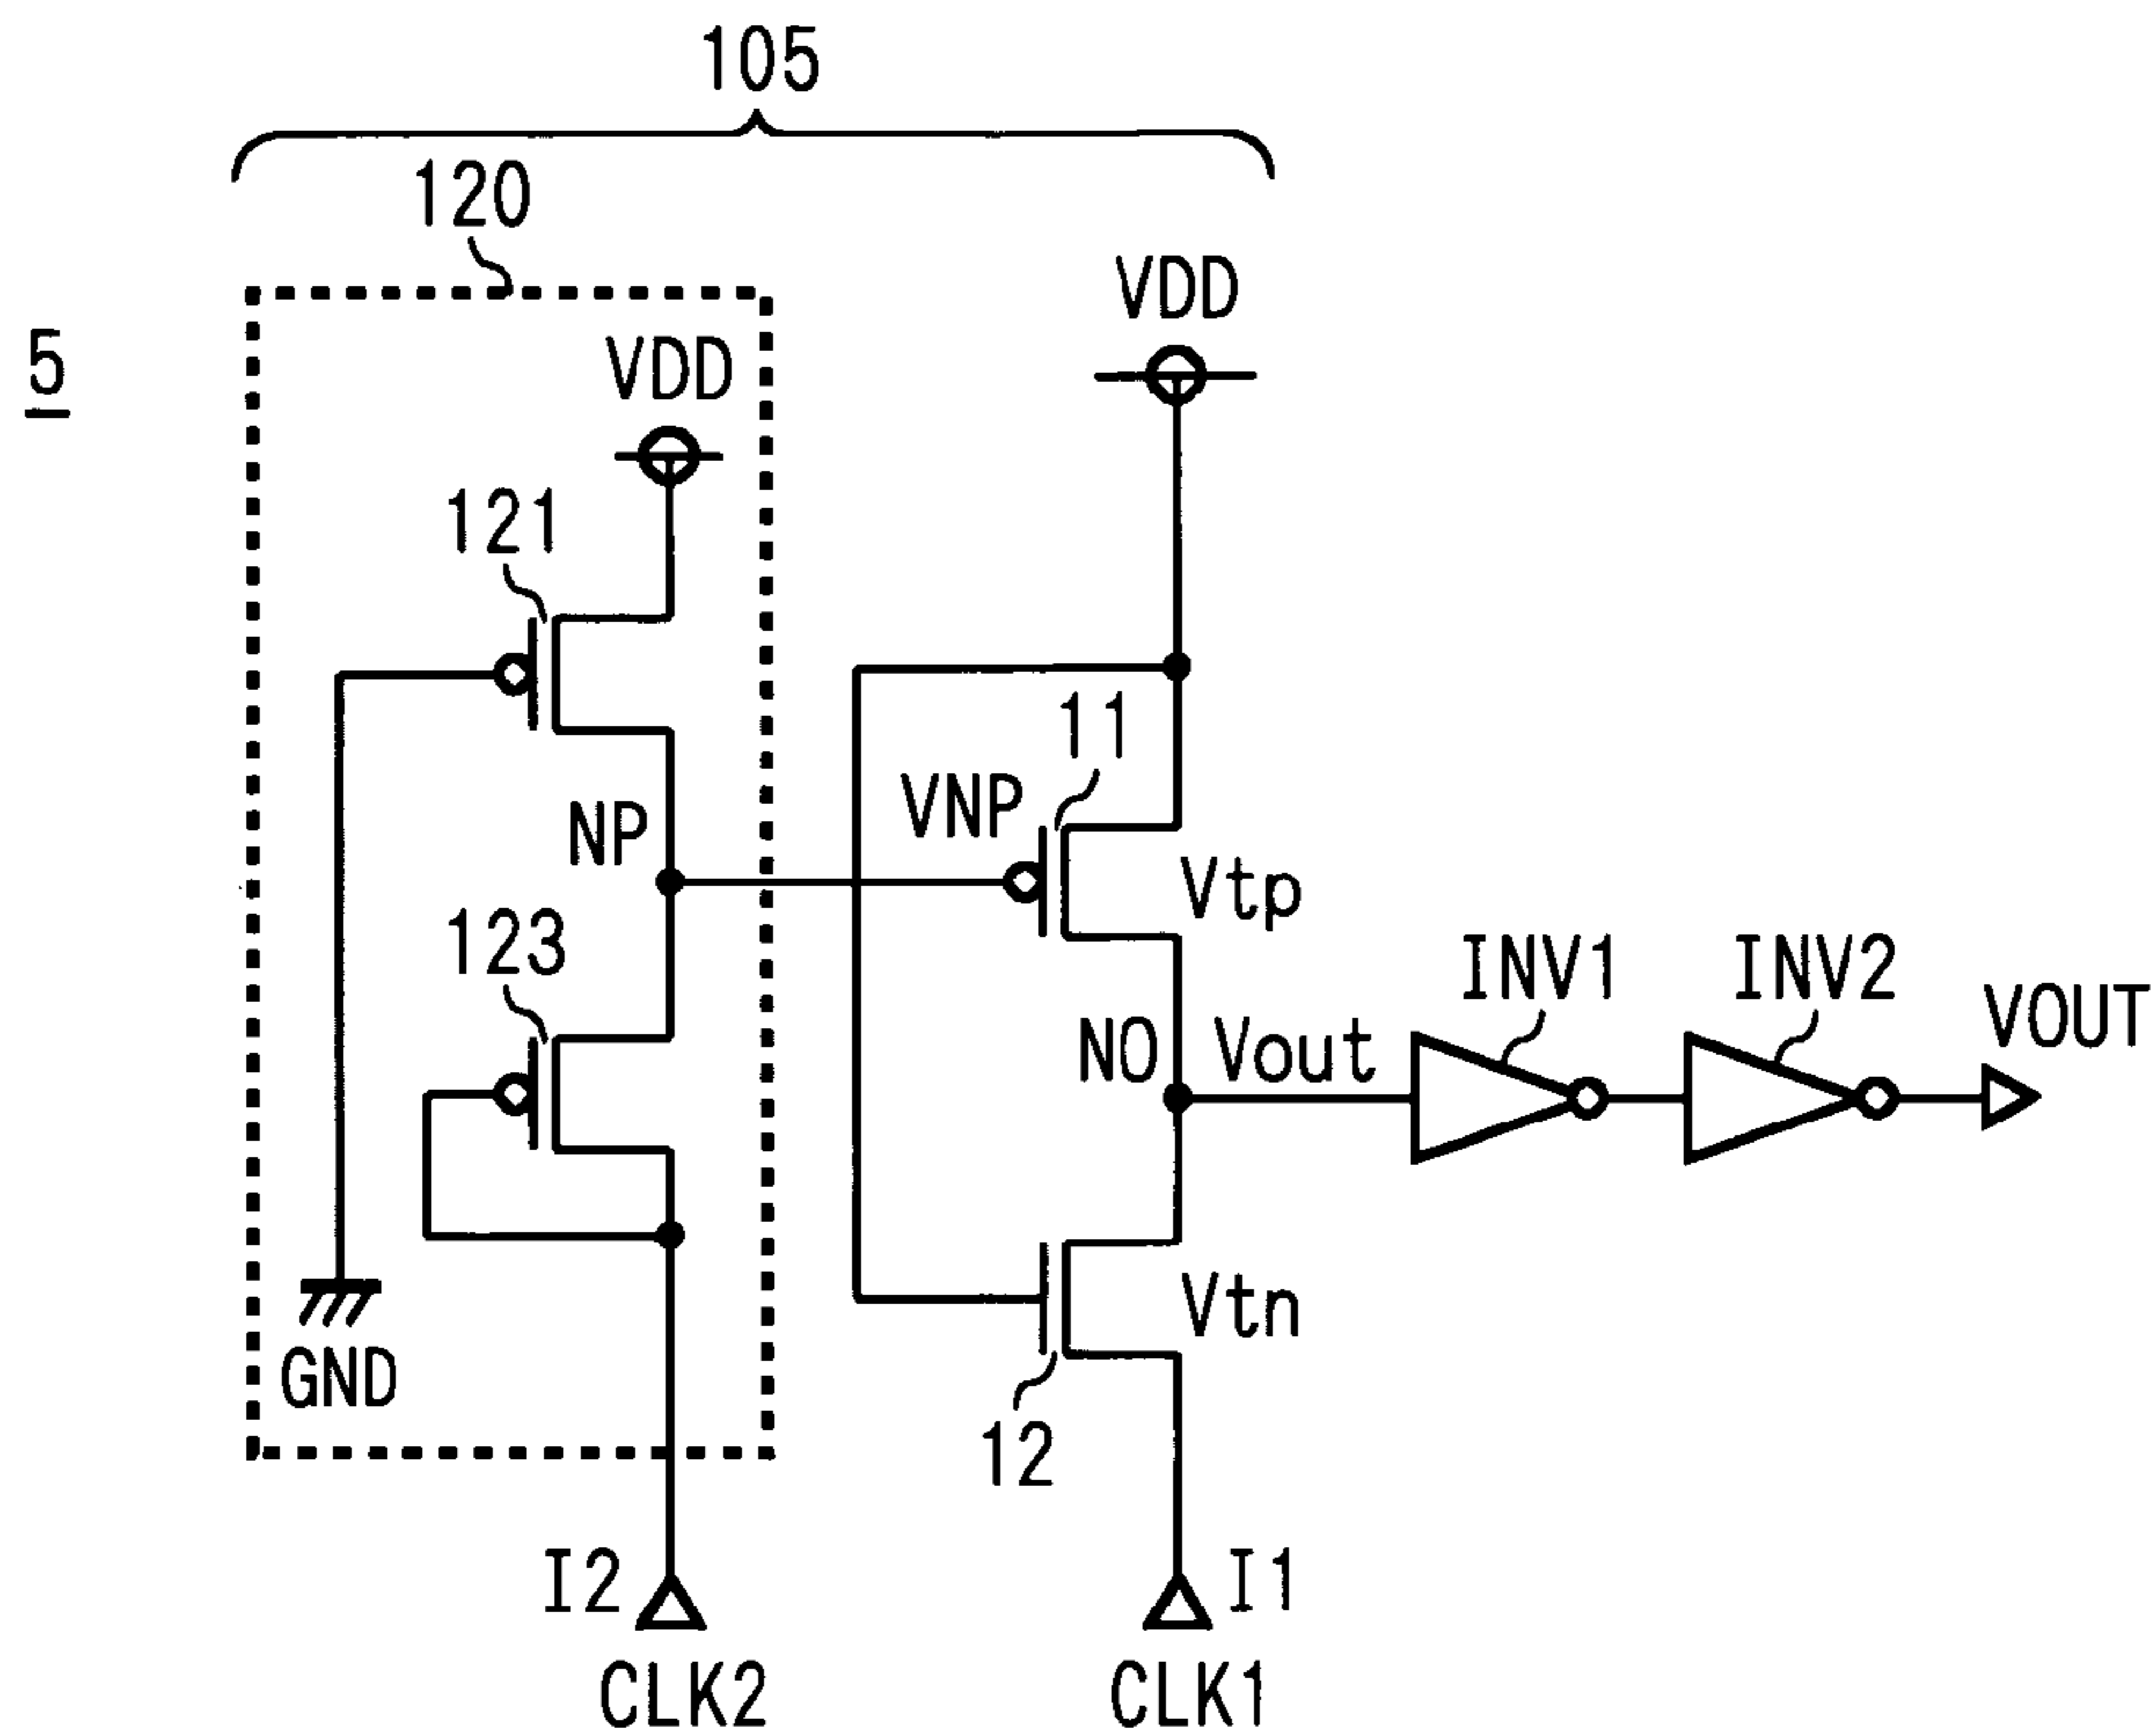 105
120
VDD
5
VDD
121
11
VNP
NP
Vtp
123
INV1
INV2
VOUT
NO
Vout
Vtn
GND
12
I2
I1
CLK2
CLK1